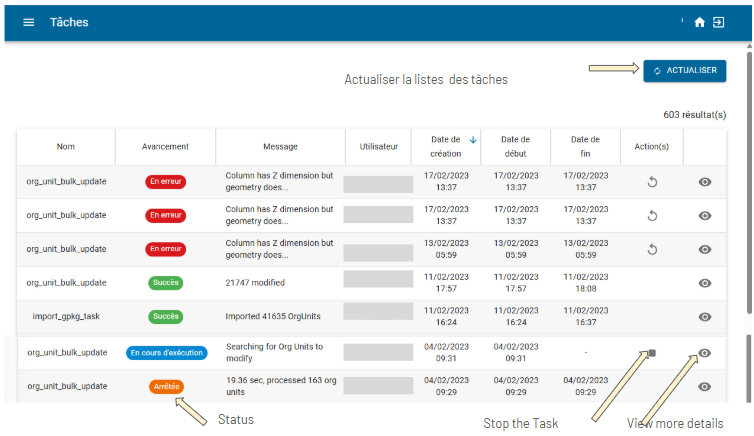 Tâches
ACTUALISER
Actualiser la listes des tâches
603 résultat(s)
Nom Avancement Message Utilisateur Date de création Date de début Date de fin Action(s)
org_unit_bulk_update En erreur Column has Z dimension but geometry does... 17/02/2023 13:37 17/02/2023 13:37 17/02/2023 13:37
org_unit_bulk_update En erreur Column has Z dimension but geometry does... 17/02/2023 13:37 17/02/2023 13:37 17/02/2023 13:37
org_unit_bulk_update En erreur Column has Z dimension but geometry does... 13/02/2023 05:59 13/02/2023 05:59 13/02/2023 05:59
org_unit_bulk_update Succès 21747 modified 11/02/2023 17:57 11/02/2023 17:57 11/02/2023 18:08
import_gpkg_task Succès Imported 41635 OrgUnits 11/02/2023 16:24 11/02/2023 16:24 11/02/2023 16:37
org_unit_bulk_update En cours d'exécution Searching for Org Units to modify 04/02/2023 09:31 04/02/2023 09:31 -
org_unit_bulk_update Arrêtée 19.36 sec, processed 163 org units 04/02/2023 09:29 04/02/2023 09:29 04/02/2023 09:29
Status
Stop the Task
View more details